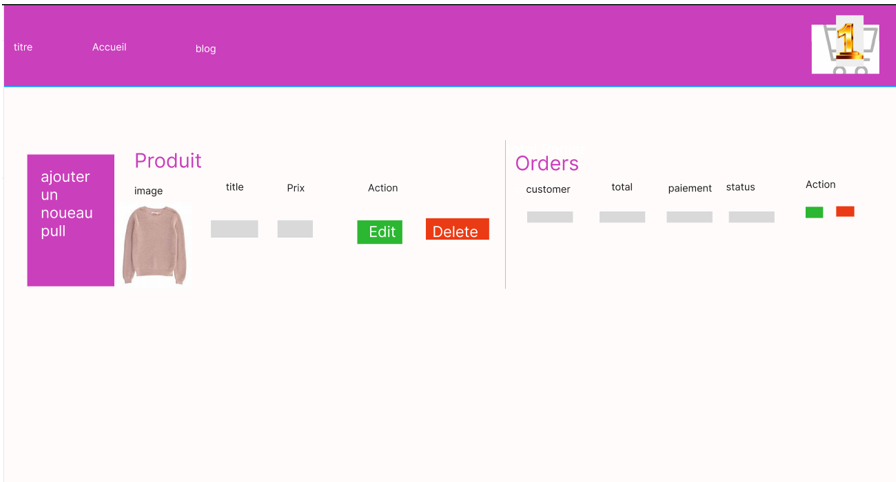 titre
Accueil
blog
1
ajouter
un
noueau
pull
Produit
image
title
Prix
Action
Edit
Delete
Orders
customer
total
paiement
status
Action